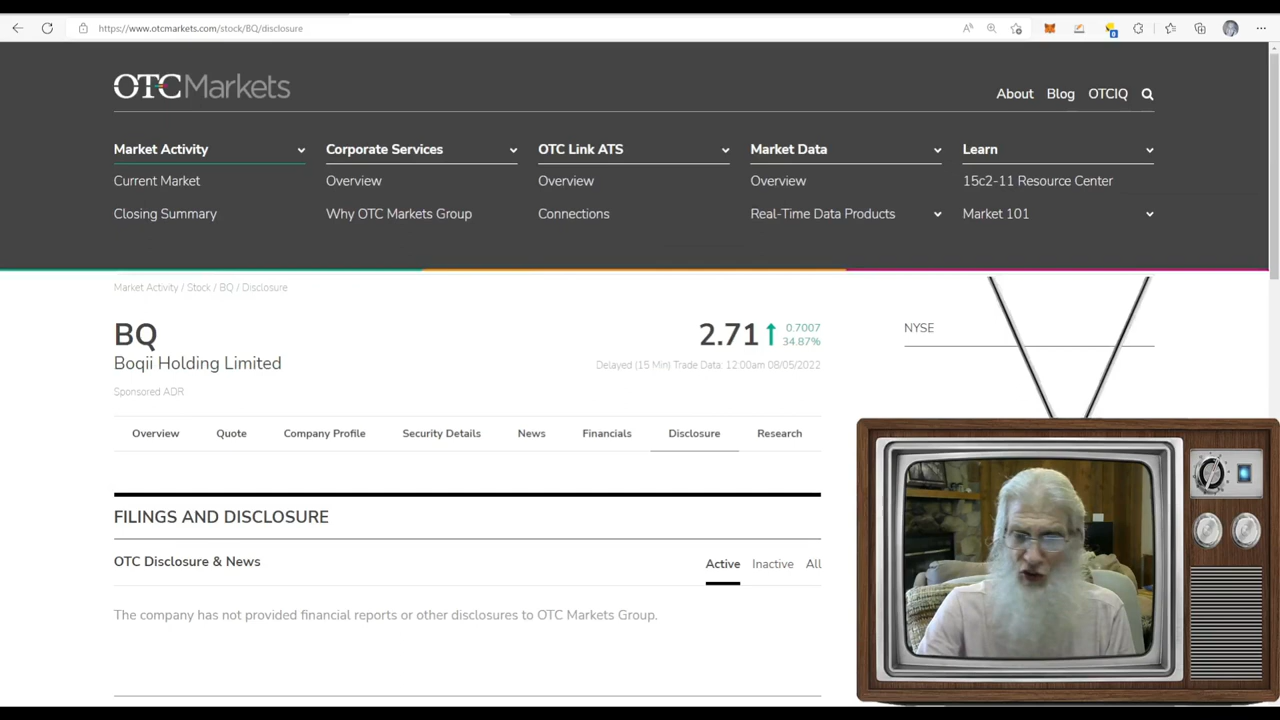 https://www.otcmarkets.com/stock/BQ/disclosure
OTCMarkets
About Blog OTCIQ
Market Activity Corporate Services OTC Link ATS Market Data Learn
Current Market Overview Overview Overview 15c2-11 Resource Center
Closing Summary Why OTC Markets Group Connections Real-Time Data Products Market 101
Market Activity / Stock / BQ / Disclosure
BQ
Boqii Holding Limited
Sponsored ADR
2.71 0.7007
34.87%
Delayed (15 Min) Trade Data: 12:00am 08/05/2022
NYSE
Overview Quote Company Profile Security Details News Financials Disclosure Research
FILINGS AND DISCLOSURE
OTC Disclosure & News Active Inactive All
The company has not provided financial reports or other disclosures to OTC Markets Group.